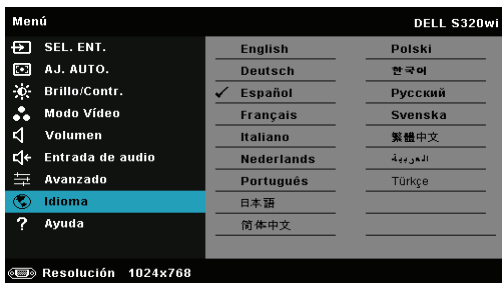 Menú DELL S320wi
SEL. ENT.
AJ. AUTO.
Brillo/Contr.
Modo Vídeo
Volumen
Entrada de audio
Avanzado
Idioma
Ayuda
English Polski
Deutsch 한국어
Español Русский
Français Svenska
Italiano 繁體中文
Nederlands العربية
Português Türkçe
日本語
简体中文
Resolución 1024x768